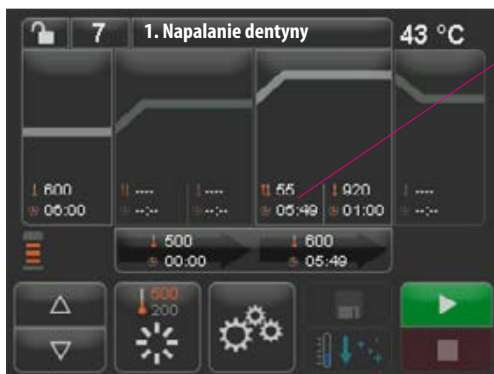 7 1. Napalanie dentyny 43 °C
600 ---- ---- 55 920 ----
06:00 --:-- --:-- 05:49 01:00 --:--
500 600
00:00 05:49
500
200